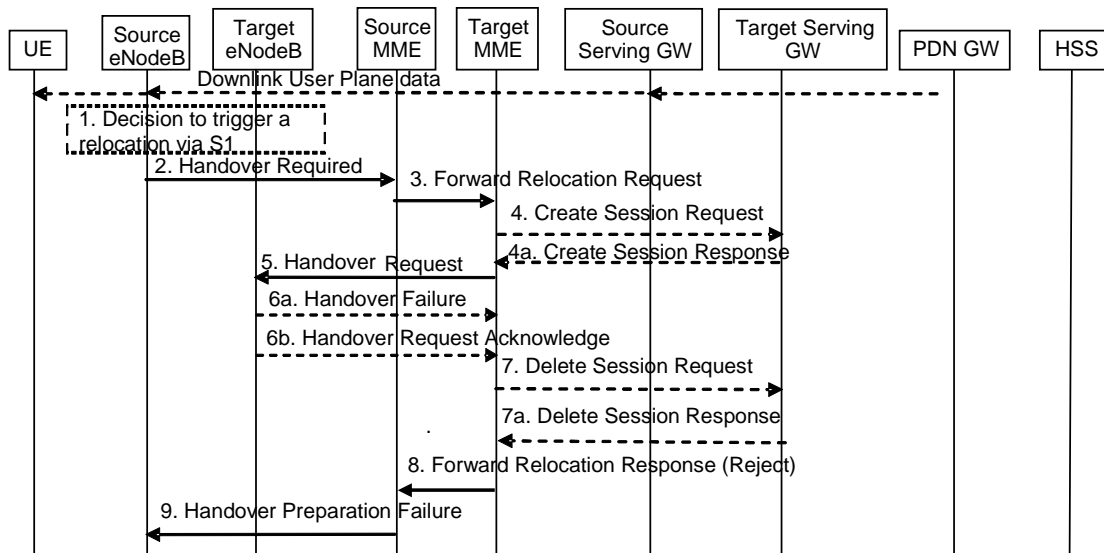 UE
Source
eNodeB
Target
eNodeB
Source
MME
Target
MME
Source
Serving GW
Target Serving
GW
PDN GW
HSS
Downlink User Plane data
1. Decision to trigger a
relocation via S1
2. Handover Required
3. Forward Relocation Request
4. Create Session Request
4a. Create Session Response
5. Handover Request
6a. Handover Failure
6b. Handover Request Acknowledge
7. Delete Session Request
7a. Delete Session Response
.
8. Forward Relocation Response (Reject)
9. Handover Preparation Failure